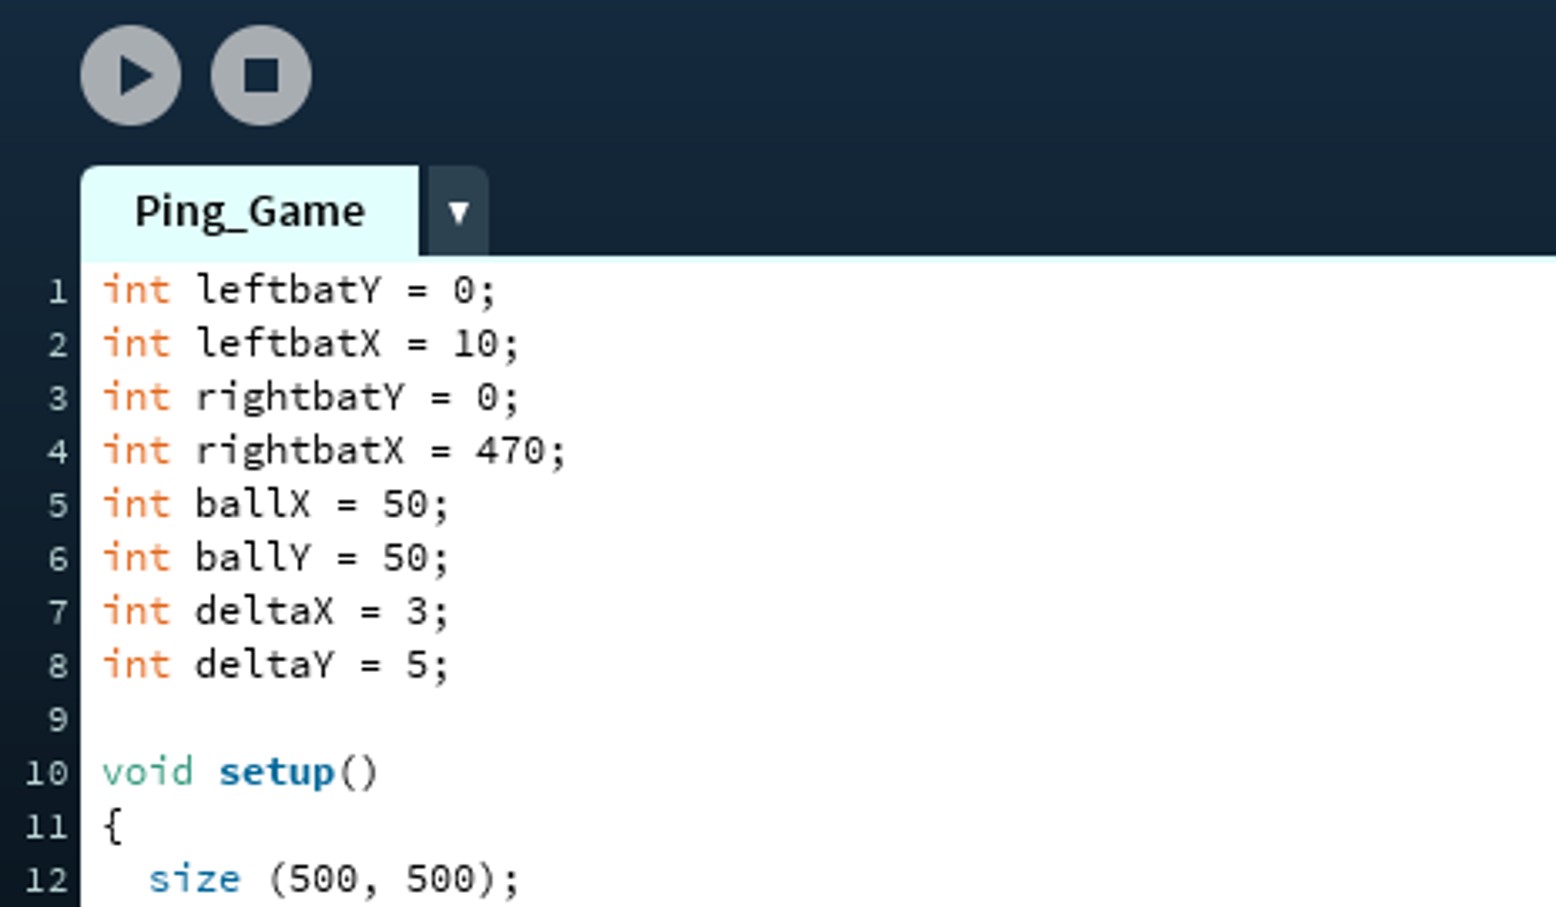 Ping_Game ▼
1 int leftbatY = 0;
2 int leftbatX = 10;
3 int rightbatY = 0;
4 int rightbatX = 470;
5 int ballX = 50;
6 int ballY = 50;
7 int deltaX = 3;
8 int deltaY = 5;
9
10 void setup()
11 {
12   size (500, 500);